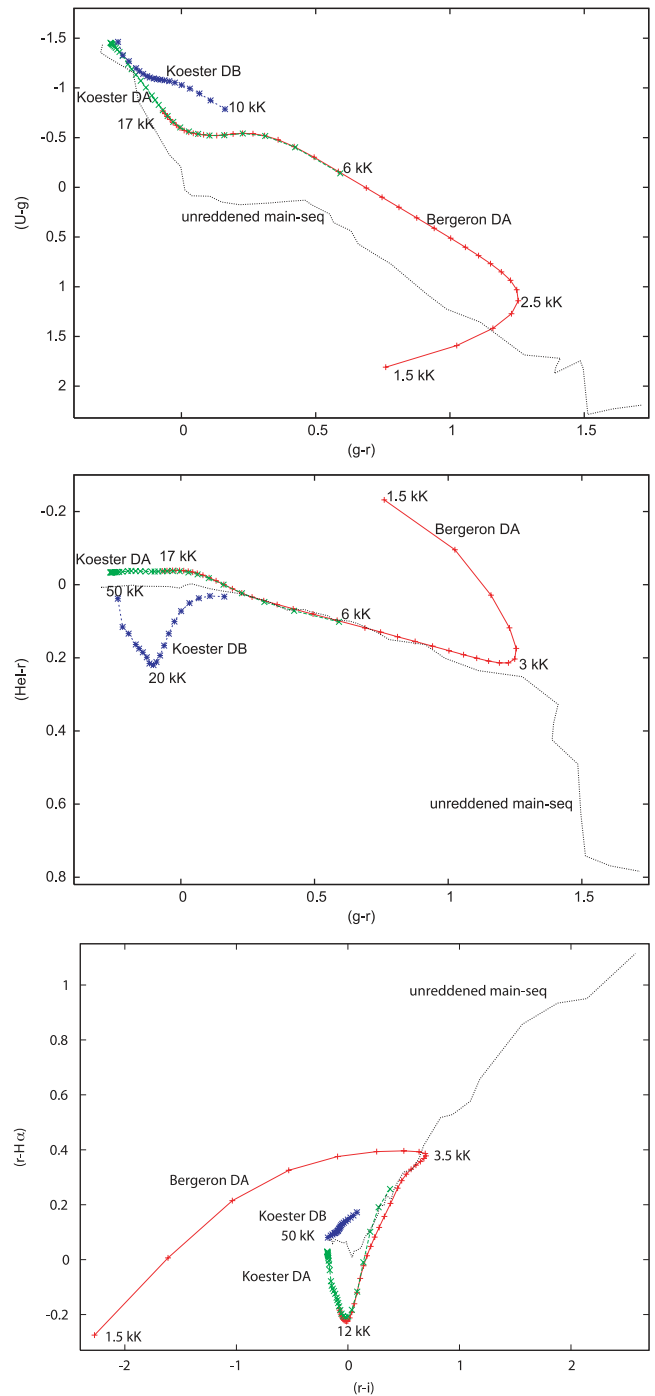 -1.5
-1
-0.5
0
0.5
1
1.5
2
(U-g)
Koester DB
Koester DA
10 kK
17 kK
6 kK
unreddened main-seq
Bergeron DA
2.5 kK
1.5 kK
0 0.5 1 1.5
(g-r)
-0.2
0
0.2
0.4
0.6
0.8
(HeI-r)
1.5 kK
Bergeron DA
Koester DA 17 kK
50 kK
6 kK
Koester DB
20 kK
3 kK
unreddened main-seq
0 0.5 1 1.5
(g-r)
1
0.8
0.6
0.4
0.2
0
-0.2
(r-Hα)
unreddened main-seq
3.5 kK
Bergeron DA
Koester DB
50 kK
Koester DA
12 kK
1.5 kK
-2 -1 0 1 2
(r-i)